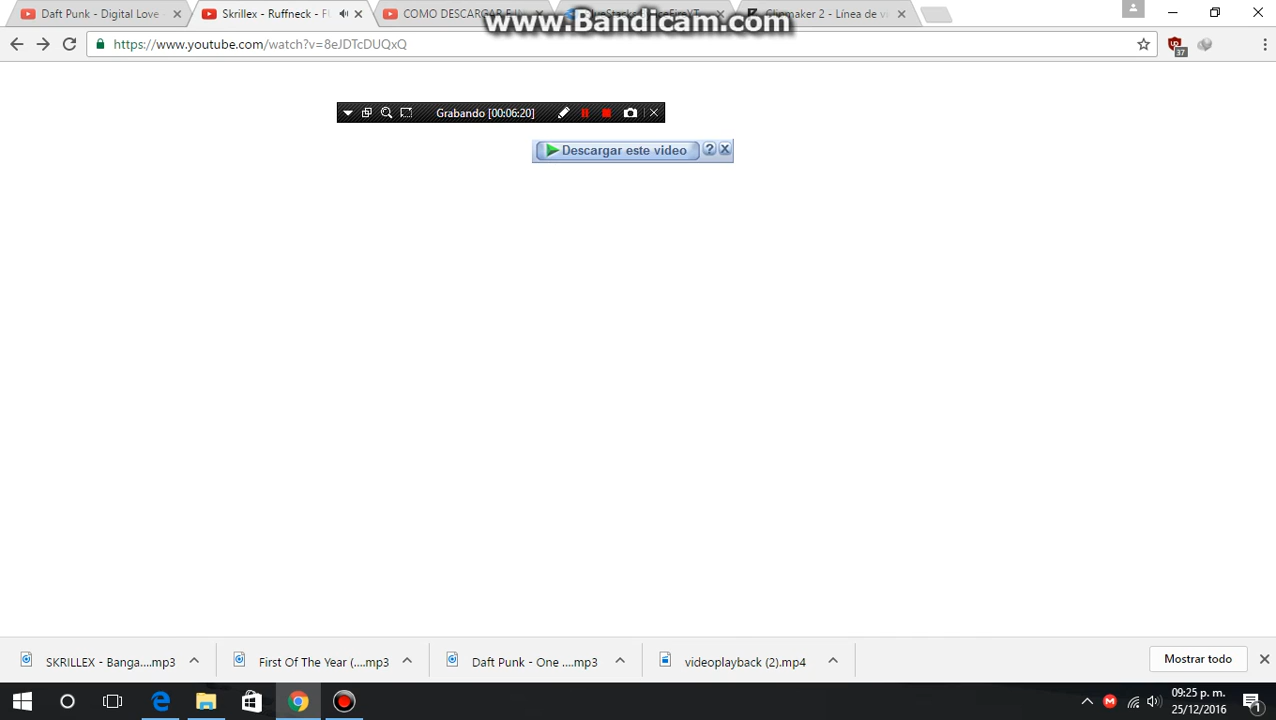 Daft Punk - Digital Love
Skrillex - Ruffneck - F
COMO DESCARGAR
www.Bandicam.com
Línea de v
https://www.youtube.com/watch?v=8eJDTcDUQxQ
37
Grabando [00:06:20]
Descargar este video
?
SKRILLEX - Banga....mp3
First Of The Year (....mp3
Daft Punk - One ....mp3
videoplayback (2).mp4
Mostrar todo
09:25 p. m.
25/12/2016
1